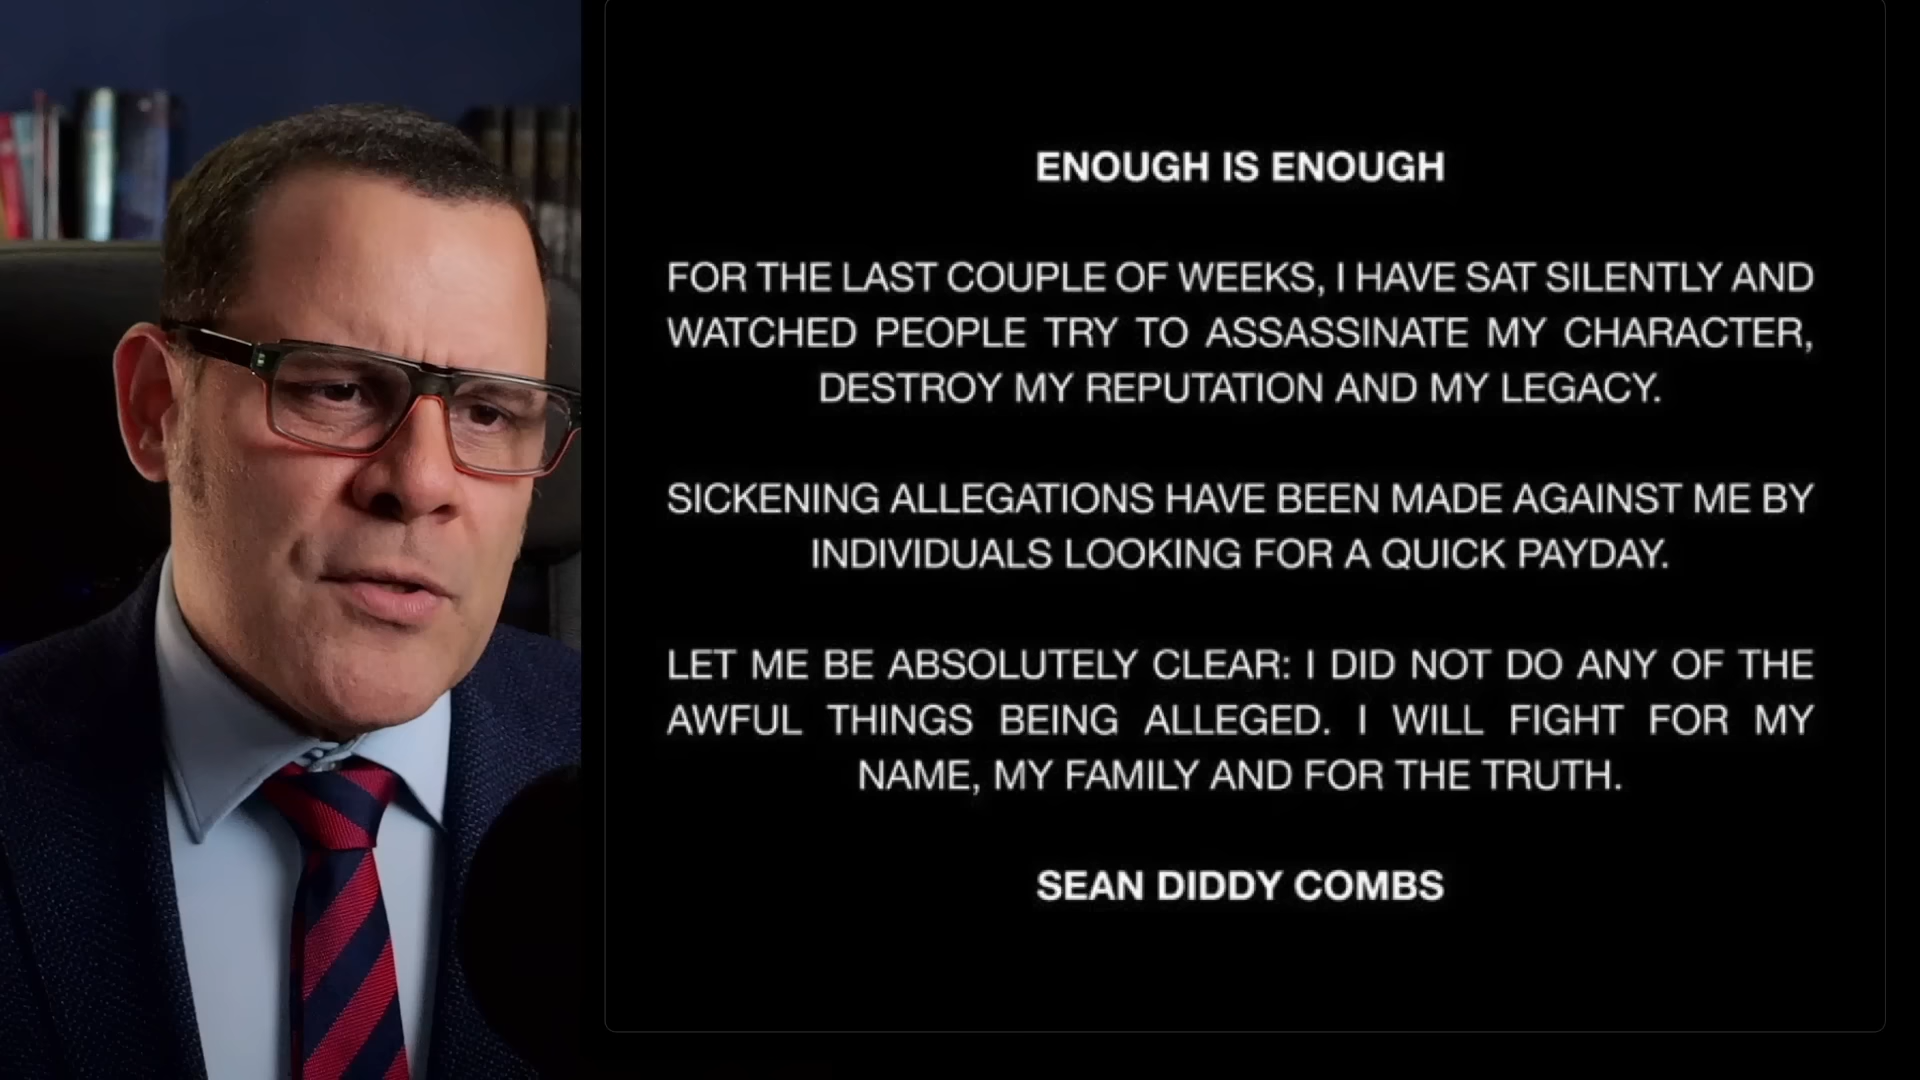 ENOUGH IS ENOUGH
FOR THE LAST COUPLE OF WEEKS, I HAVE SAT SILENTLY AND
WATCHED PEOPLE TRY TO ASSASSINATE MY CHARACTER,
DESTROY MY REPUTATION AND MY LEGACY.
SICKENING ALLEGATIONS HAVE BEEN MADE AGAINST ME BY
INDIVIDUALS LOOKING FOR A QUICK PAYDAY.
LET ME BE ABSOLUTELY CLEAR: I DID NOT DO ANY OF THE
AWFUL THINGS BEING ALLEGED. I WILL FIGHT FOR MY
NAME, MY FAMILY AND FOR THE TRUTH.
SEAN DIDDY COMBS